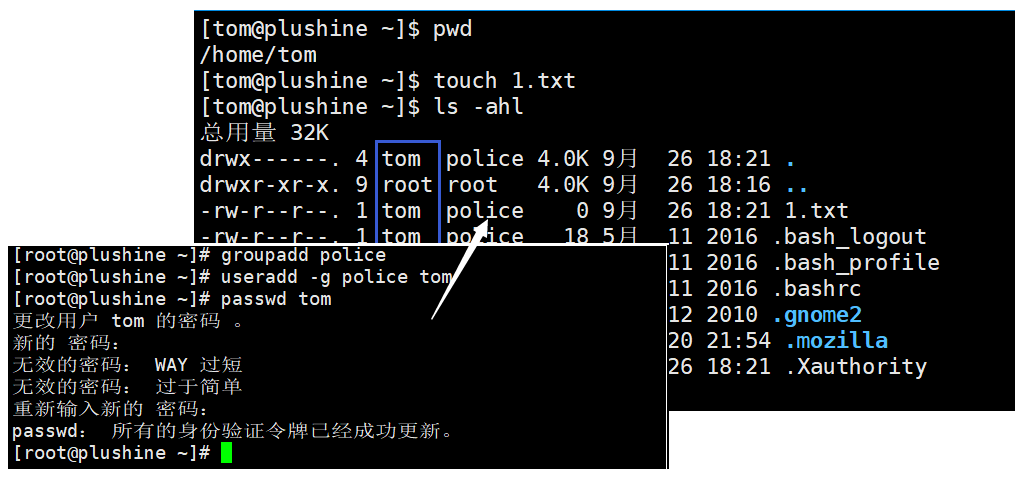 [tom@plushine ~]$ pwd
/home/tom
[tom@plushine ~]$ touch 1.txt
[tom@plushine ~]$ ls -ahl
总用量 32K
drwx------. 4 tom police 4.0K 9月 26 18:21 .
drwxr-xr-x. 9 root root 4.0K 9月 26 18:16 ..
-rw-r--r--. 1 tom police 0 9月 26 18:21 1.txt
-rw-r--r--. 1 tom police 18 5月 11 2016 .bash_logout
11 2016 .bash_profile
11 2016 .bashrc
12 2010 .gnome2
20 21:54 .mozilla
26 18:21 .Xauthority
[root@plushine ~]# groupadd police
[root@plushine ~]# useradd -g police tom
[root@plushine ~]# passwd tom
更改用户 tom 的密码 。
新的 密码：
无效的密码： WAY 过短
无效的密码： 过于简单
重新输入新的 密码：
passwd： 所有的身份验证令牌已经成功更新。
[root@plushine ~]#